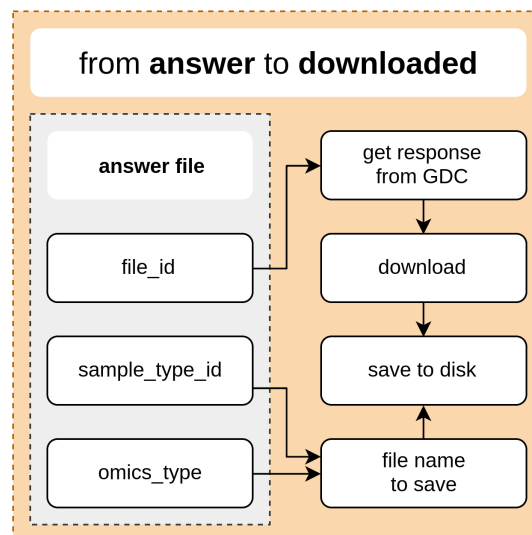 from answer to downloaded
answer file
file_id
sample_type_id
omics_type
get response
from GDC
download
save to disk
file name
to save